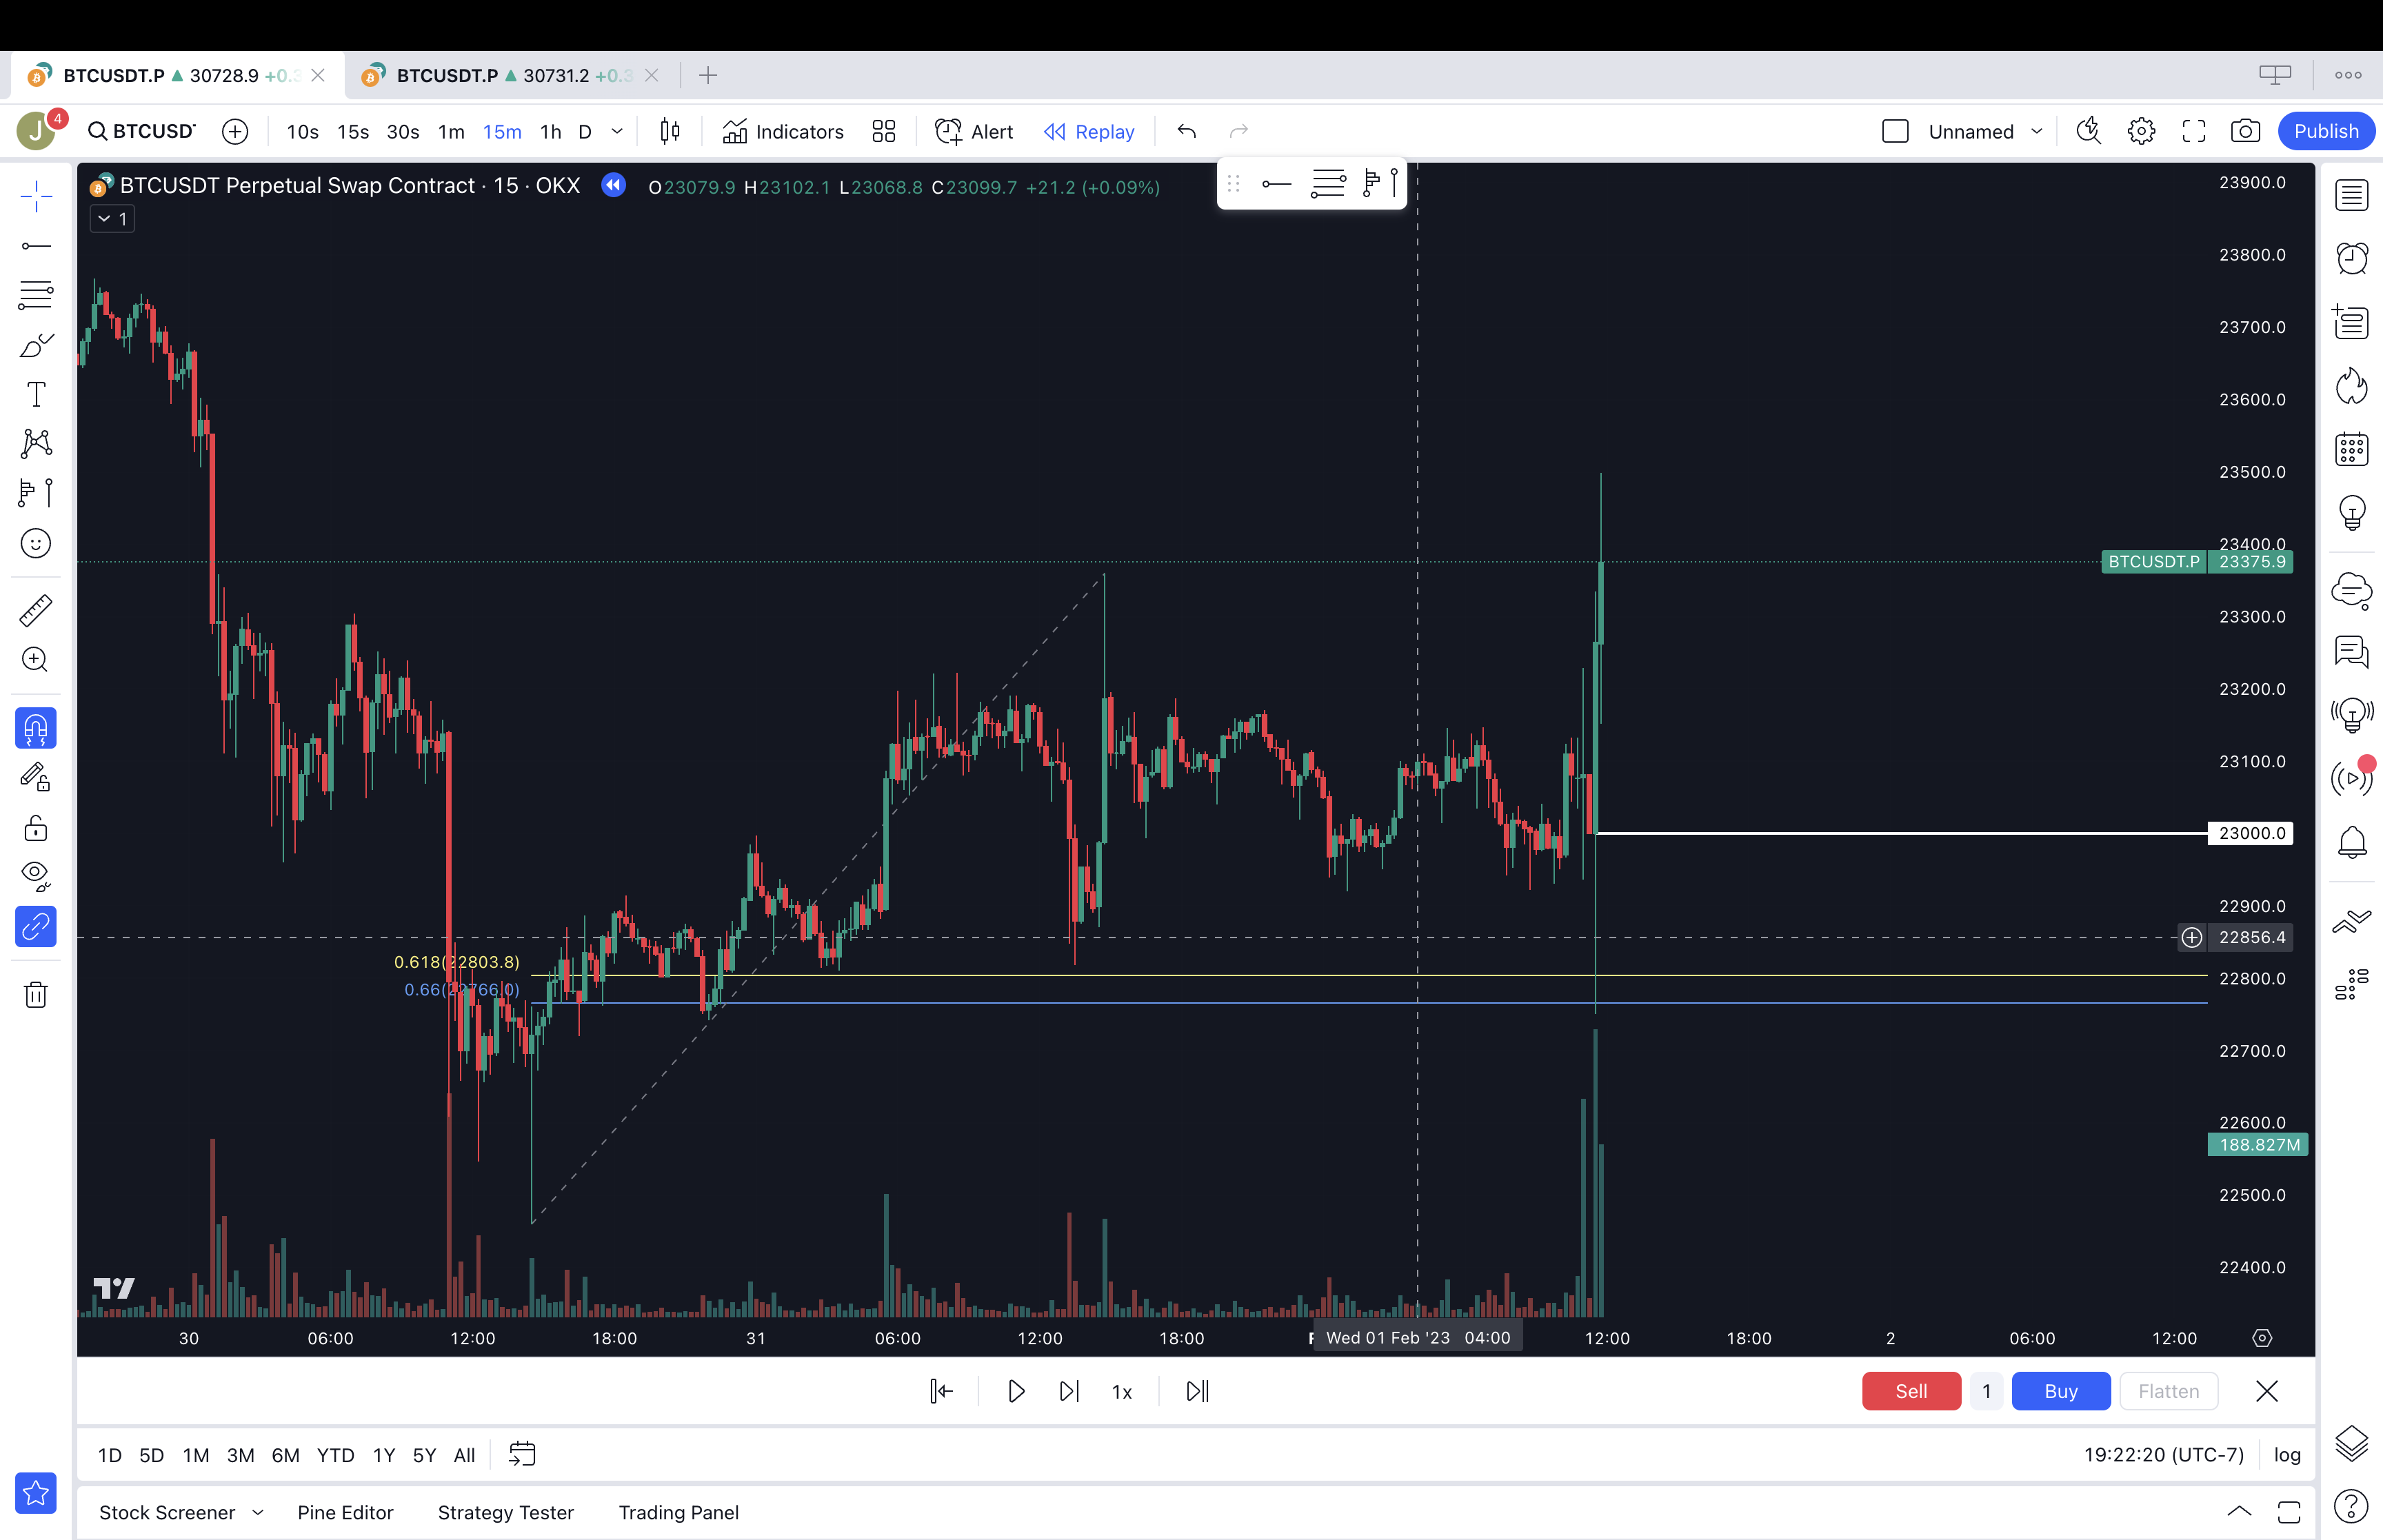 BTCUSDT.P ▲ 30728.9 +0.3
BTCUSDT.P ▲ 30731.2 +0.3
J 4 BTCUSDT 10s 15s 30s 1m 15m 1h D Indicators Alert Replay Unnamed Publish
BTCUSDT Perpetual Swap Contract · 15 · OKX O23079.9 H23102.1 L23068.8 C23099.7 +21.2 (+0.09%)
1
23900.0
23800.0
23700.0
23600.0
23500.0
23400.0
BTCUSDT.P 23375.9
23300.0
23200.0
23100.0
23000.0
22900.0
22856.4
0.618(22803.8)
22800.0
0.66(22766.0)
22700.0
22600.0
188.827M
22500.0
22400.0
30 06:00 12:00 18:00 31 06:00 12:00 18:00 Wed 01 Feb '23 04:00 12:00 18:00 2 06:00 12:00
1x Sell 1 Buy Flatten
1D 5D 1M 3M 6M YTD 1Y 5Y All 19:22:20 (UTC-7) log
Stock Screener Pine Editor Strategy Tester Trading Panel